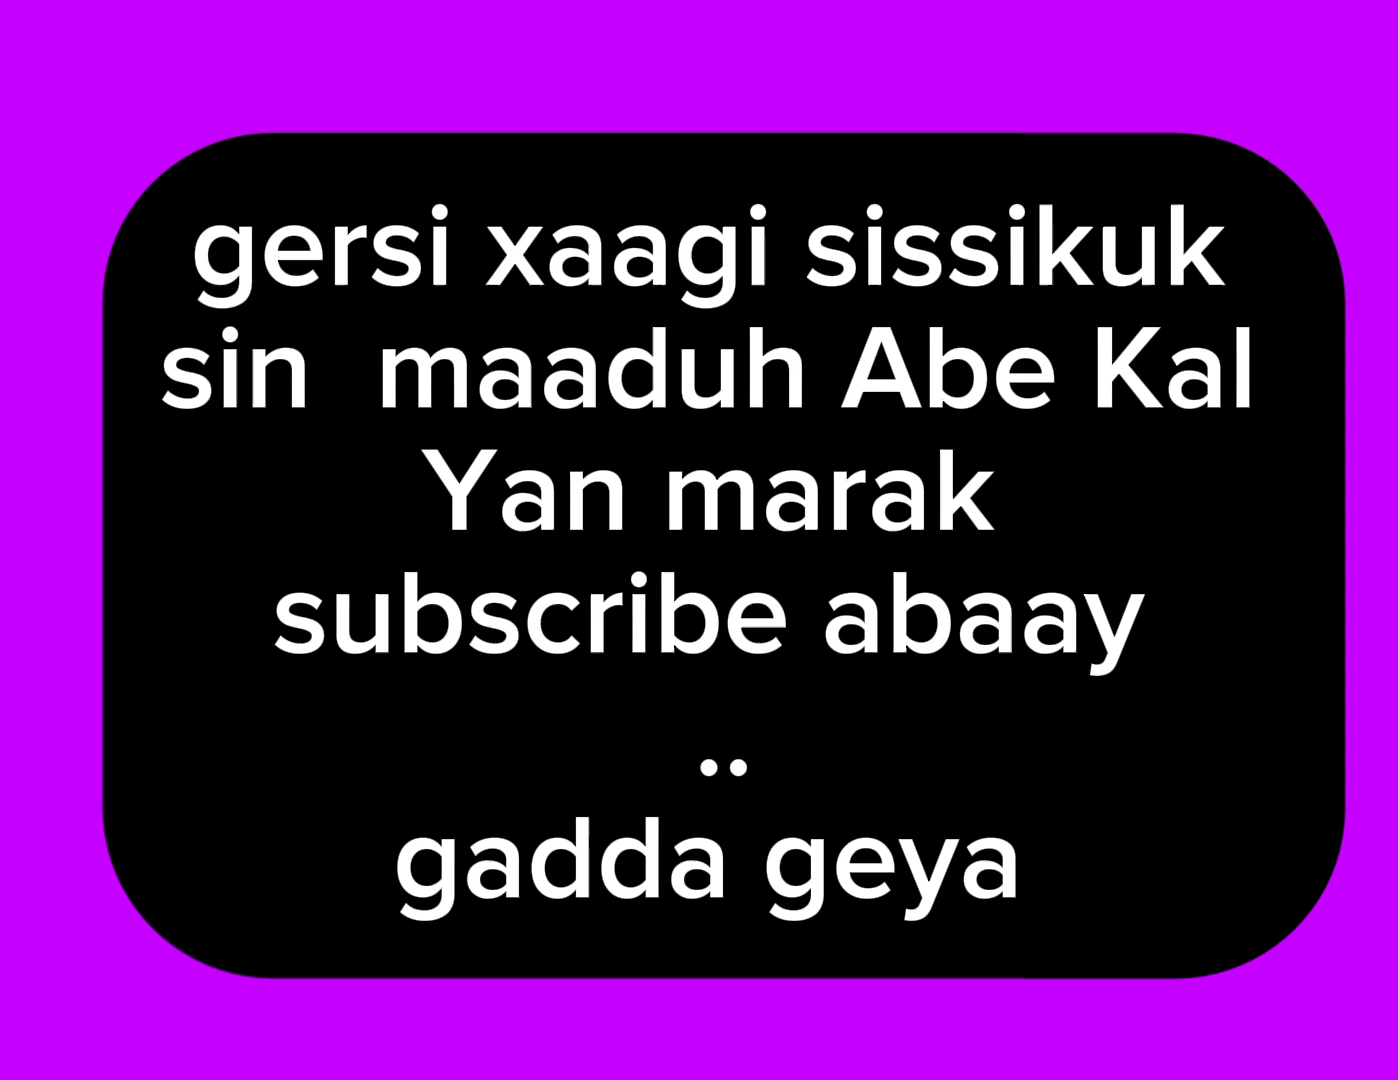 gersi xaagi sissikuk
sin  maaduh Abe Kal
Yan marak
subscribe abaay
..
gadda geya